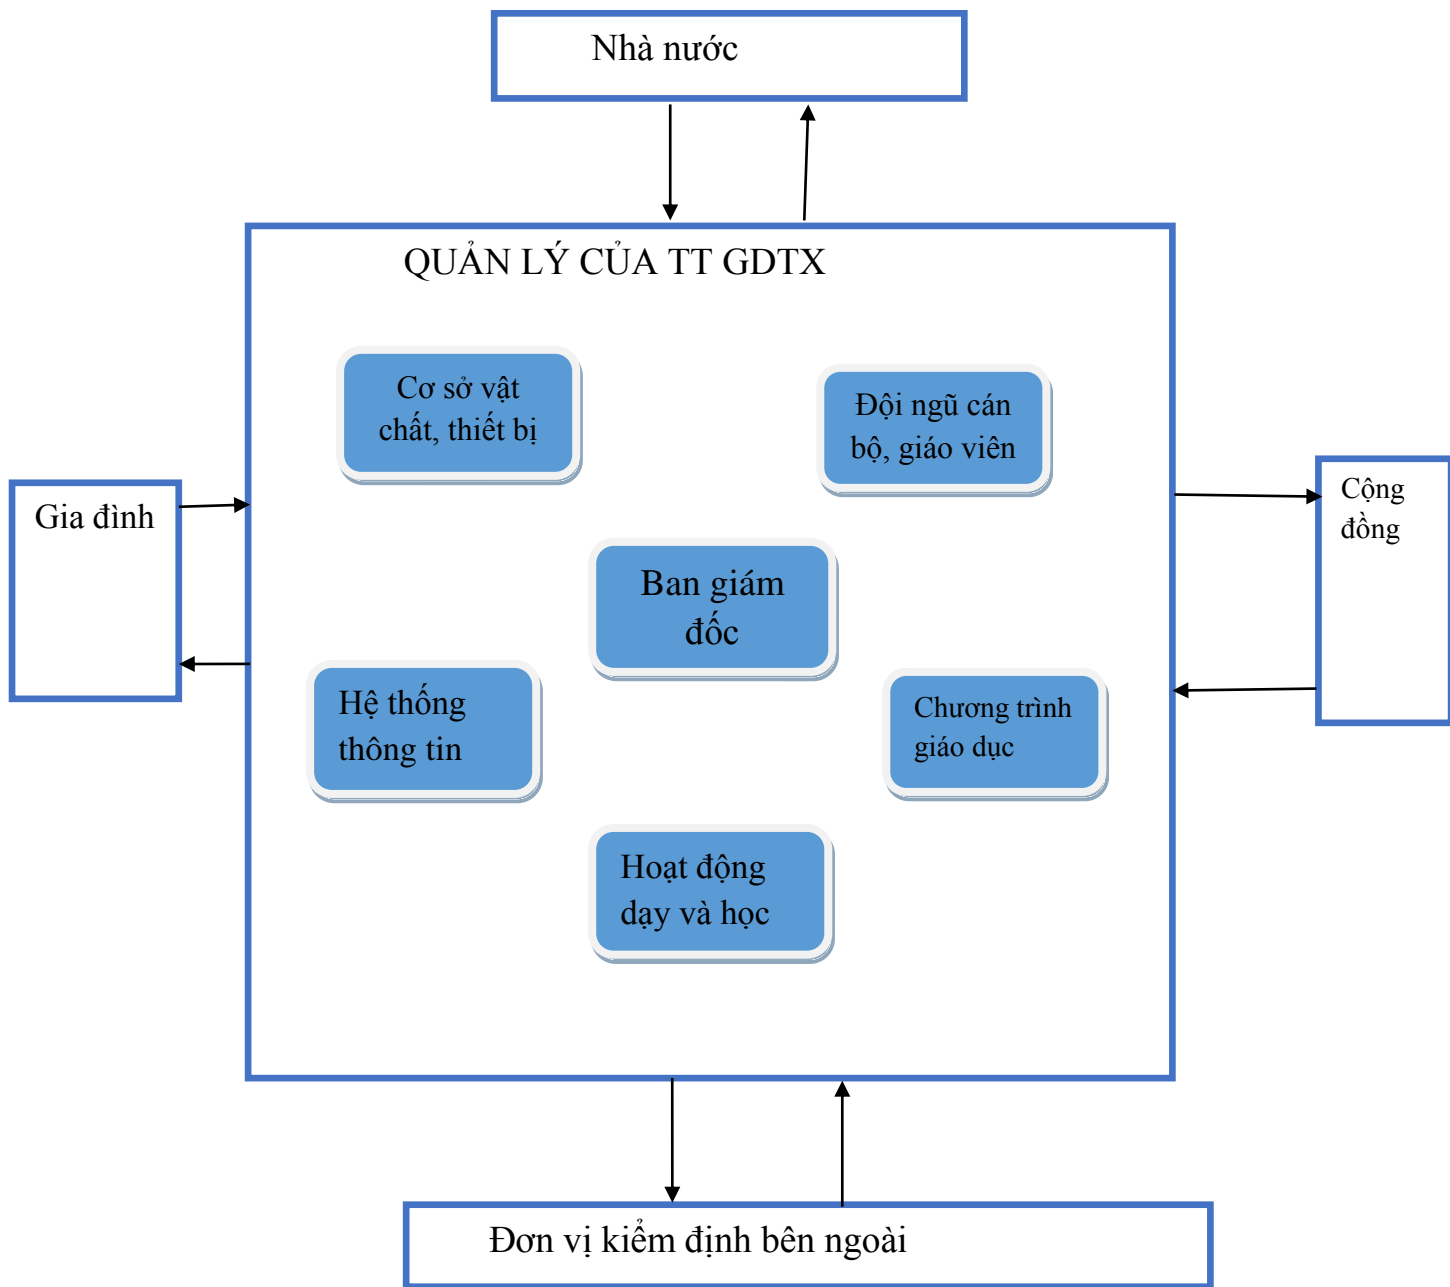 Nhà nước
QUẢN LÝ CỦA TT GDTX
Cơ sở vật
chất, thiết bị
Đội ngũ cán
bộ, giáo viên
Gia đình
Cộng
đồng
Ban giám
đốc
Hệ thống
thông tin
Chương trình
giáo dục
Hoạt động
dạy và học
Đơn vị kiểm định bên ngoài